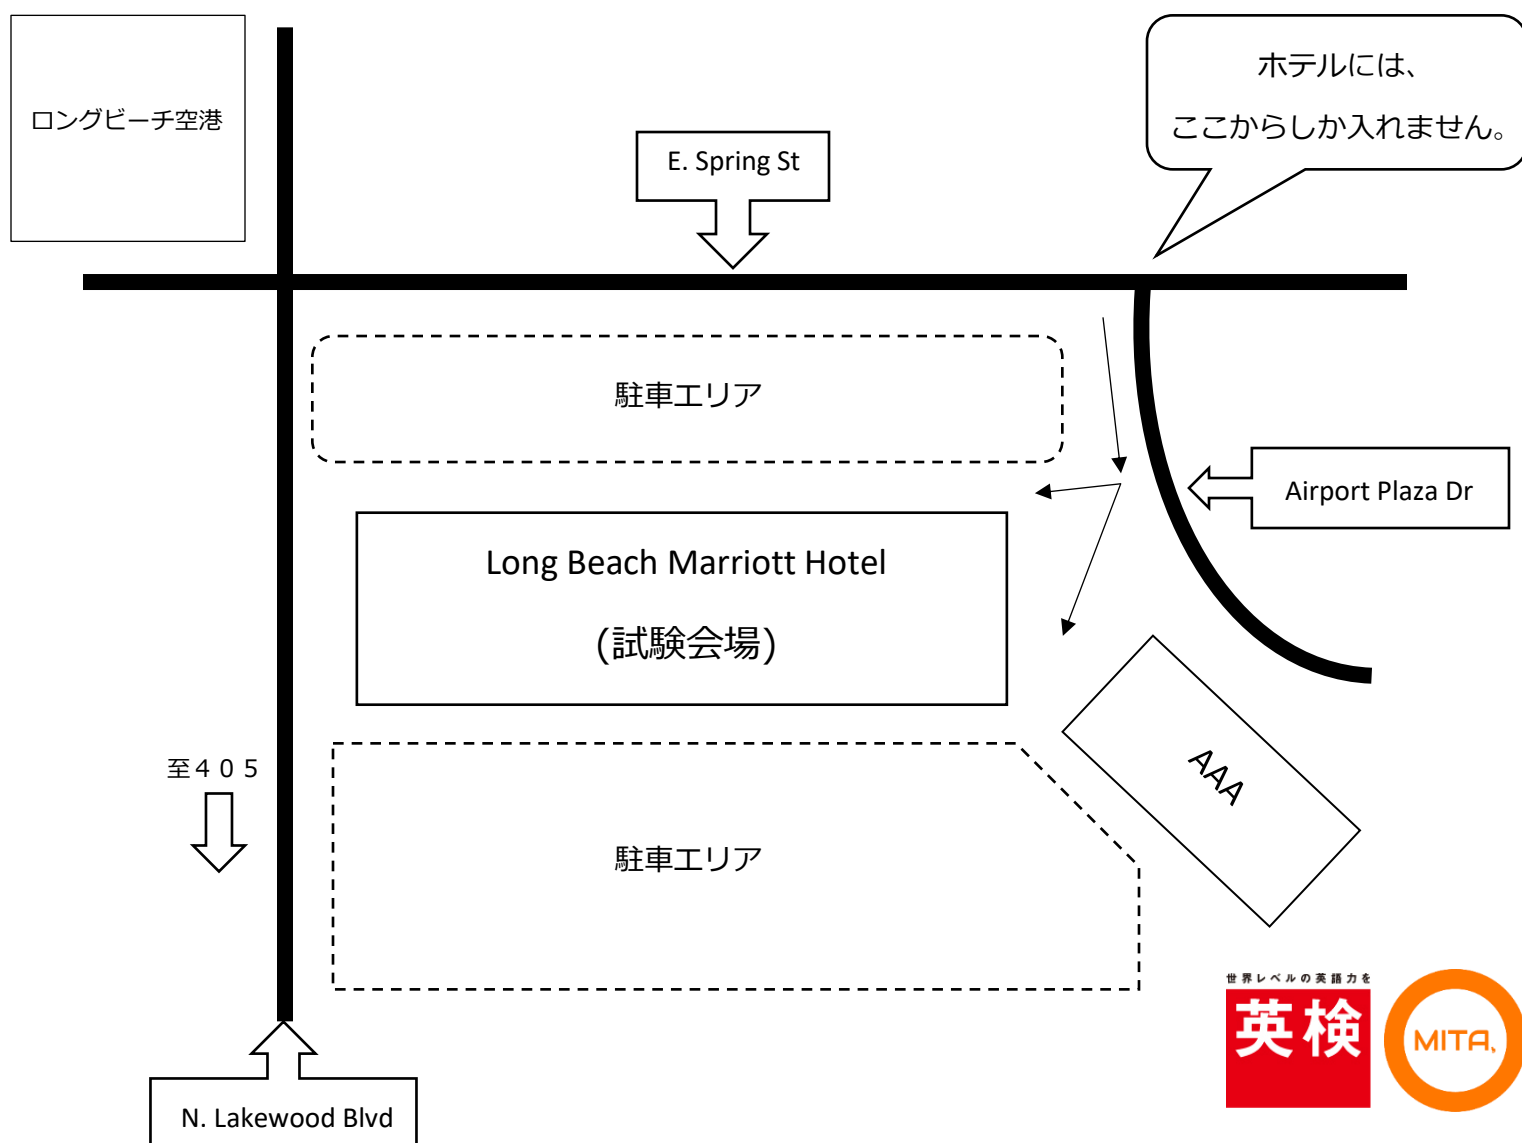 ロングビーチ空港
ホテルには、
ここからしか入れません。
E. Spring St
駐車エリア
Airport Plaza Dr
Long Beach Marriott Hotel
(試験会場)
至４０５
AAA
駐車エリア
世界レベルの英語力を
英検
MITA.
N. Lakewood Blvd